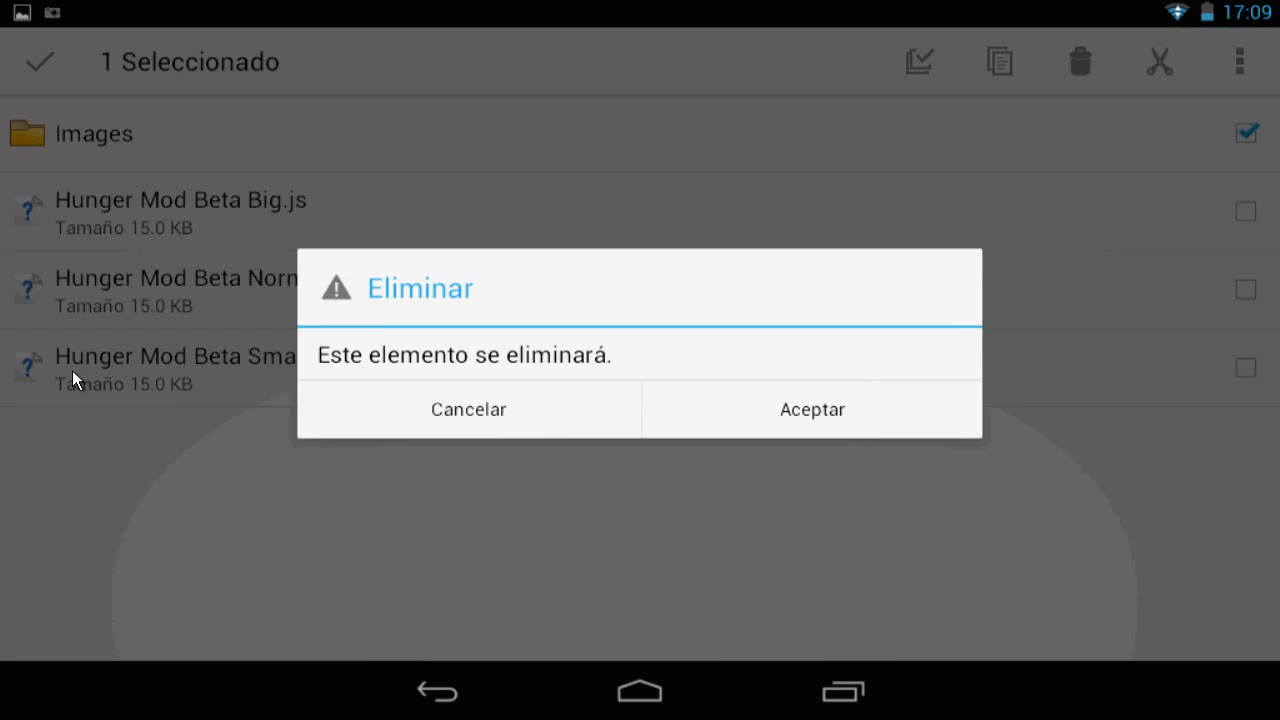 17:09
1 Seleccionado
Images
Hunger Mod Beta Big.js
Tamaño 15.0 KB
Hunger Mod Beta Norn
Tamaño 15.0 KB
Hunger Mod Beta Sma
Tamaño 15.0 KB
Eliminar
Este elemento se eliminará.
Cancelar
Aceptar